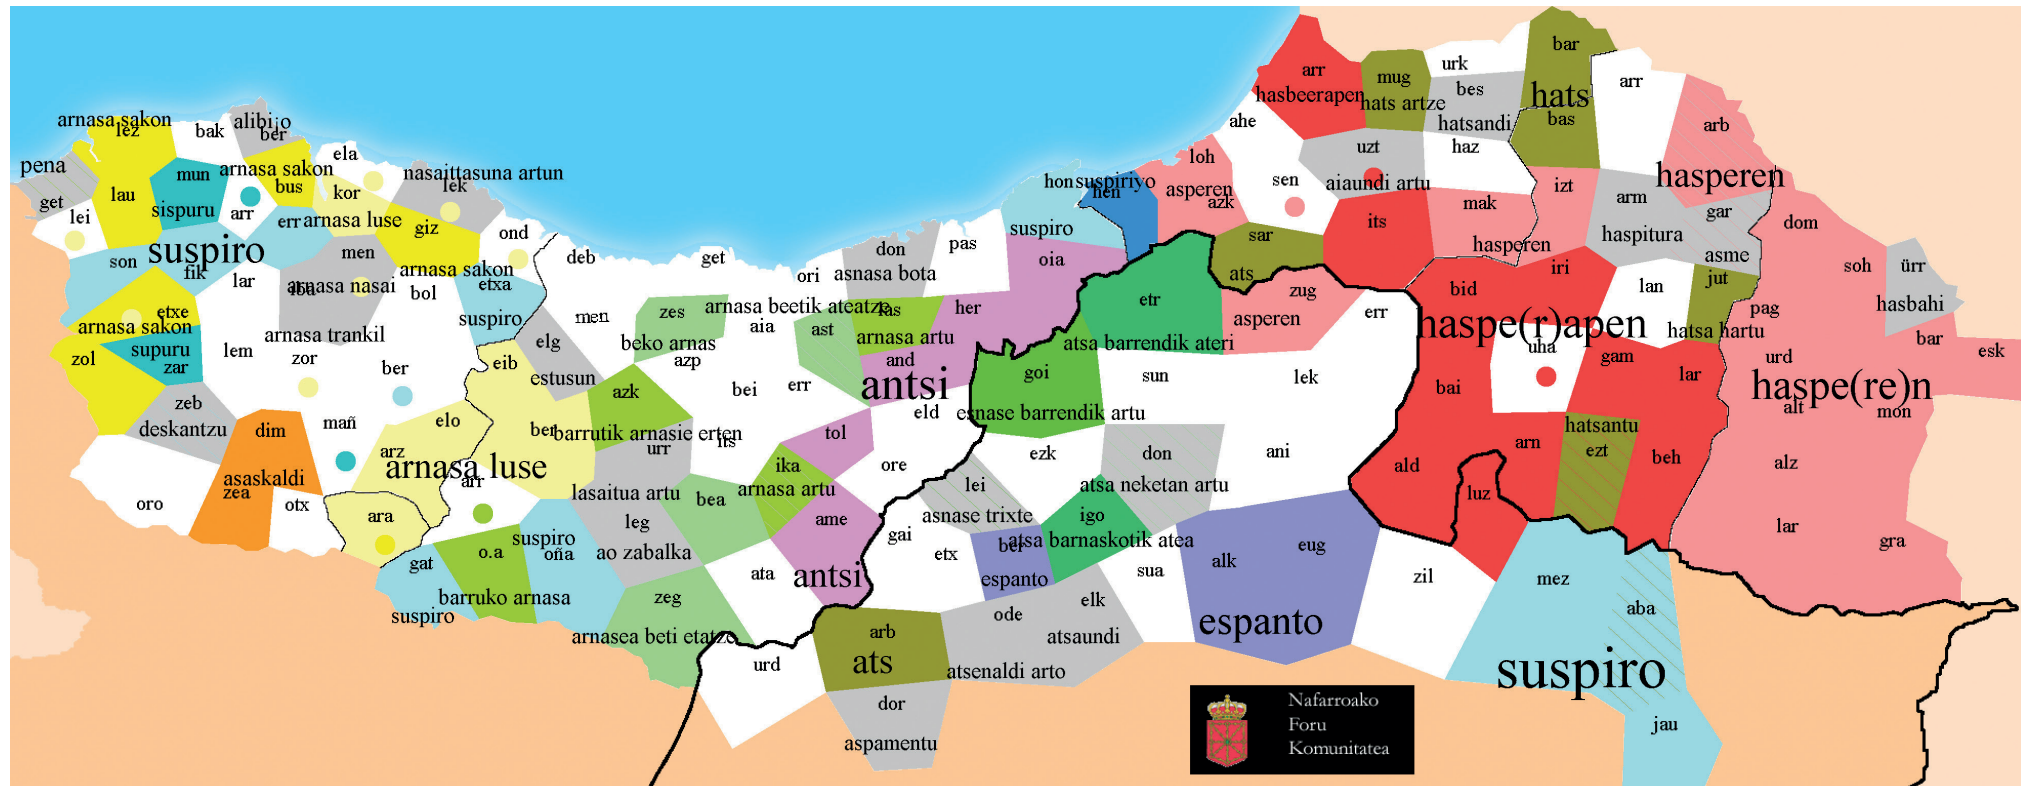 arnasa sakon
lez
bak
alibijo
ber
ela
pena
mun
arnasa sakon
bus
kor
nasaittasuna artun
lek
get
lau
lei
sispuru
arr
err
arnasa luse
giz
ond
suspiro
son
fik
lar
men
arnasa nasai
iba
bol
arnasa sakon
etxa
suspiro
etxe
arnasa sakon
supuru
zol
zar
lem
arnasa trankil
zor
ber
zeb
deskantzu
dim
mañ
elo
arz
asaskaldi
zea
oro
otx
ara
arnasa luse
arr
eib
ber
elg
estusun
deb
men
get
zes
beko arnas
azp
arnasa beetik ateatze
aia
ori
don
asnasa bota
pas
ast
las
arnasa artu
her
and
antsi
azk
barrutik arnasie erten
urr
its
bei
err
eld
tol
ore
ika
arnasa artu
bea
ame
antsi
lasaitua artu
leg
ao zabalka
suspiro
oña
o.a
gat
barruko arnasa
suspiro
zeg
arnasea beti etatze
ata
urd
arb
ats
dor
aspamentu
honsuspiriyo
hen
suspiro
oia
loh
asperen
azk
ahe
sen
arr
hasbeerapen
mug
hats artze
urk
bes
hatsandi
bar
hats
bas
arr
arb
hasperen
uzt
aiaundi artu
haz
izt
arm
gar
haspitura
asme
mak
hasperen
its
sar
ats
etr
atsa barrendik ateri
zug
asperen
err
goi
esnase barrendik artu
sun
lek
ezk
don
atsa neketan artu
ani
lei
asnase trixte
igo
atsa barnaskotik atea
gai
etx
ber
espanto
sua
elk
ode
atsaundi
atsenaldi arto
alk
eug
espanto
zil
iri
bid
lan
jut
haspe(r)apen
hatsa hartu
uha
gam
lar
bai
arn
hatsantu
ezt
beh
ald
luz
dom
soh
ürr
hasbahi
pag
urd
bar
esk
haspe(re)n
alt
mon
alz
lar
gra
mez
aba
suspiro
jau
Nafarroako
Foru
Komunitatea